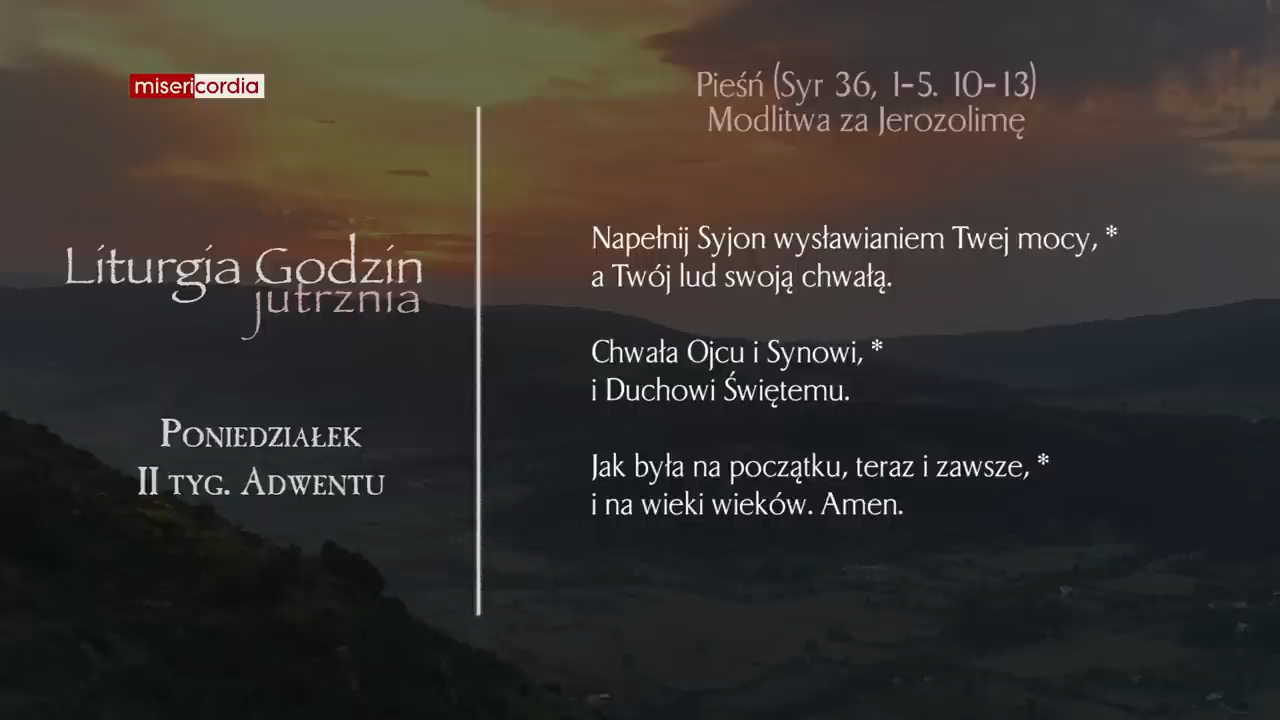 misericordia
Liturgia Godzin
jutrznia
Poniedziałek
II tyg. Adwentu
Pieśń (Syr 36, 1-5. 10-13)
Modlitwa za Jerozolimę
Napełnij Syjon wysławianiem Twej mocy, *
a Twój lud swoją chwałą.
Chwała Ojcu i Synowi, *
i Duchowi Świętemu.
Jak była na początku, teraz i zawsze, *
i na wieki wieków. Amen.